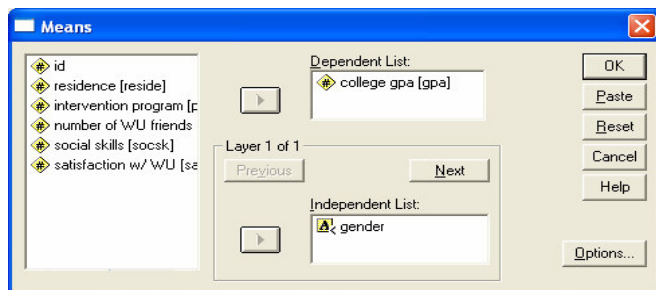 Means
id
residence [reside]
intervention program [p
number of WU friends
social skills [socsk]
satisfaction w/ WU [sa
Dependent List:
college gpa [gpa]
Layer 1 of 1
Previous
Next
Independent List:
gender
OK
Paste
Reset
Cancel
Help
Options...